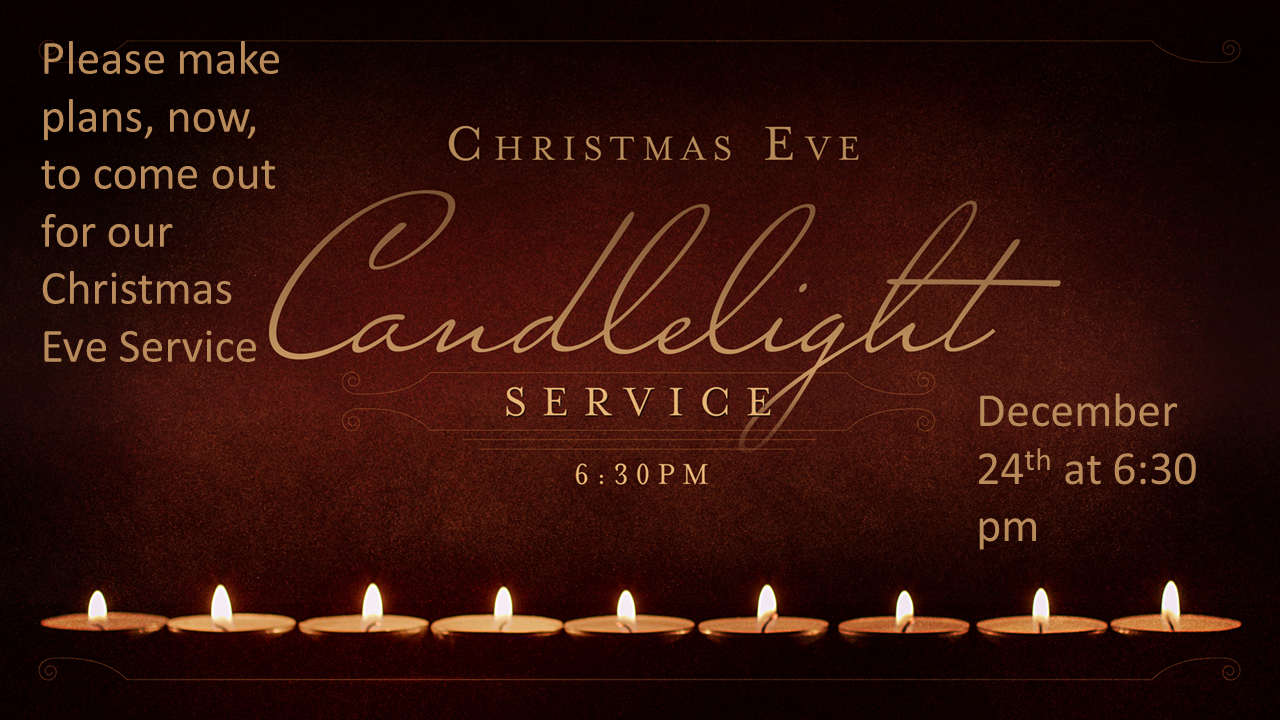 Please make
plans, now,
to come out
for our
Christmas
Eve Service
Christmas Eve
Candlelight
SERVICE
6:30PM
December
24th at 6:30
pm